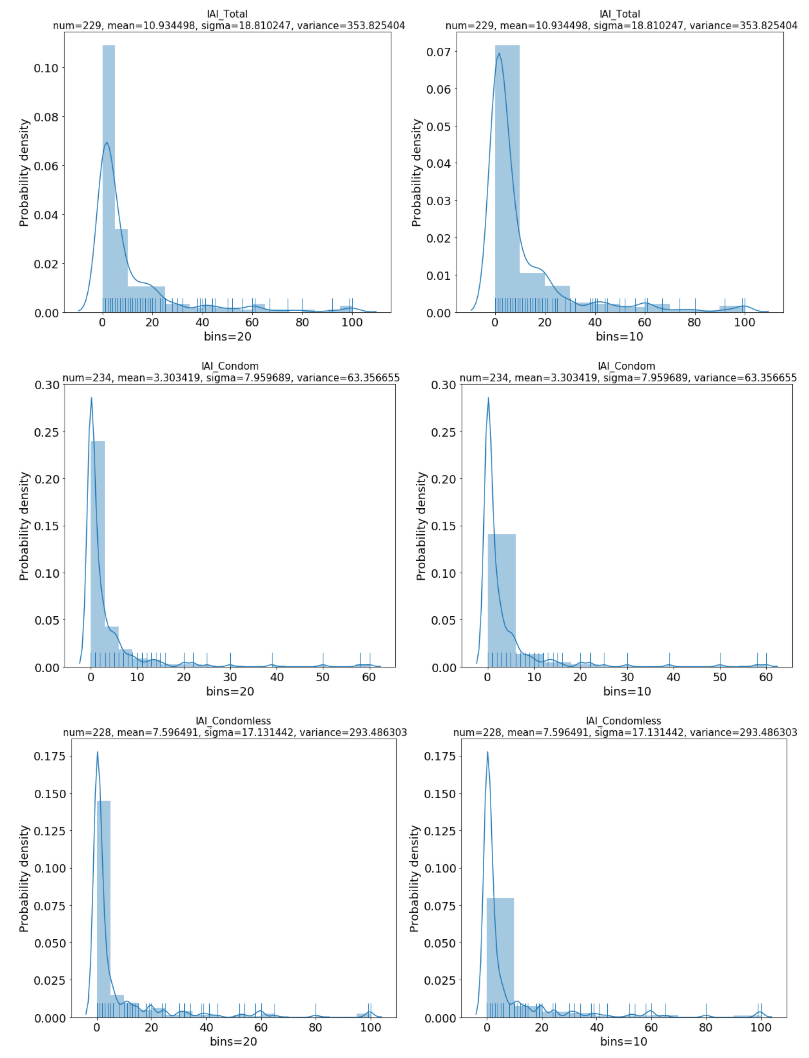 IAI_Total
num=229, mean=10.934498, sigma=18.810247, variance=353.825404
Probability density
0.10
0.08
0.06
0.04
0.02
0.00
0 20 40 60 80 100
bins=20
IAI_Total
num=229, mean=10.934498, sigma=18.810247, variance=353.825404
Probability density
0.07
0.06
0.05
0.04
0.03
0.02
0.01
0.00
0 20 40 60 80 100
bins=10
IAI_Condom
num=234, mean=3.303419, sigma=7.959689, variance=63.356655
Probability density
0.30
0.25
0.20
0.15
0.10
0.05
0.00
0 10 20 30 40 50 60
bins=20
IAI_Condom
num=234, mean=3.303419, sigma=7.959689, variance=63.356655
Probability density
0.30
0.25
0.20
0.15
0.10
0.05
0.00
0 10 20 30 40 50 60
bins=10
IAI_Condomless
num=228, mean=7.596491, sigma=17.131442, variance=293.486303
Probability density
0.175
0.150
0.125
0.100
0.075
0.050
0.025
0.000
0 20 40 60 80 100
bins=20
IAI_Condomless
num=228, mean=7.596491, sigma=17.131442, variance=293.486303
Probability density
0.175
0.150
0.125
0.100
0.075
0.050
0.025
0.000
0 20 40 60 80 100
bins=10